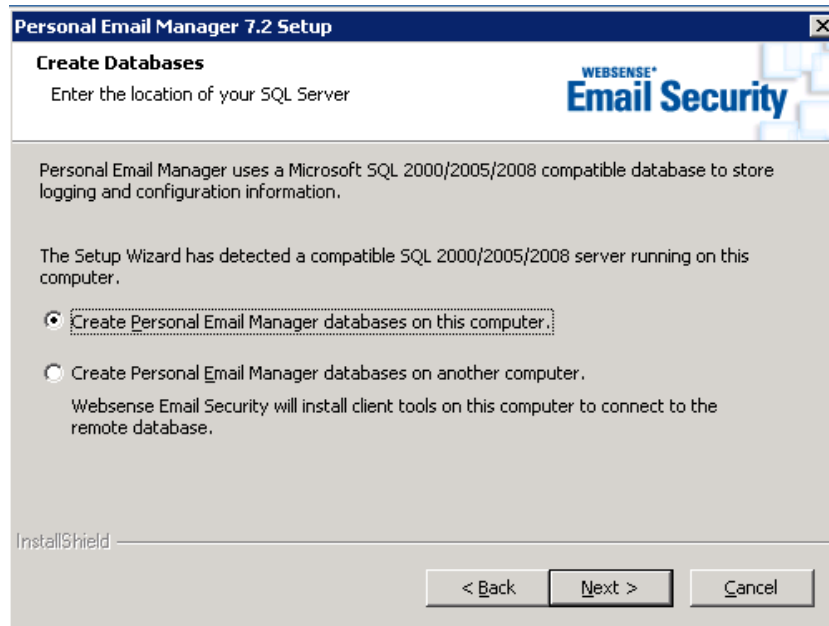 Personal Email Manager 7.2 Setup
Create Databases
Enter the location of your SQL Server
WEBSENSE*
Email Security
Personal Email Manager uses a Microsoft SQL 2000/2005/2008 compatible database to store
logging and configuration information.
The Setup Wizard has detected a compatible SQL 2000/2005/2008 server running on this
computer.
Create Personal Email Manager databases on this computer.
Create Personal Email Manager databases on another computer.
Websense Email Security will install client tools on this computer to connect to the
remote database.
InstallShield
< Back
Next >
Cancel